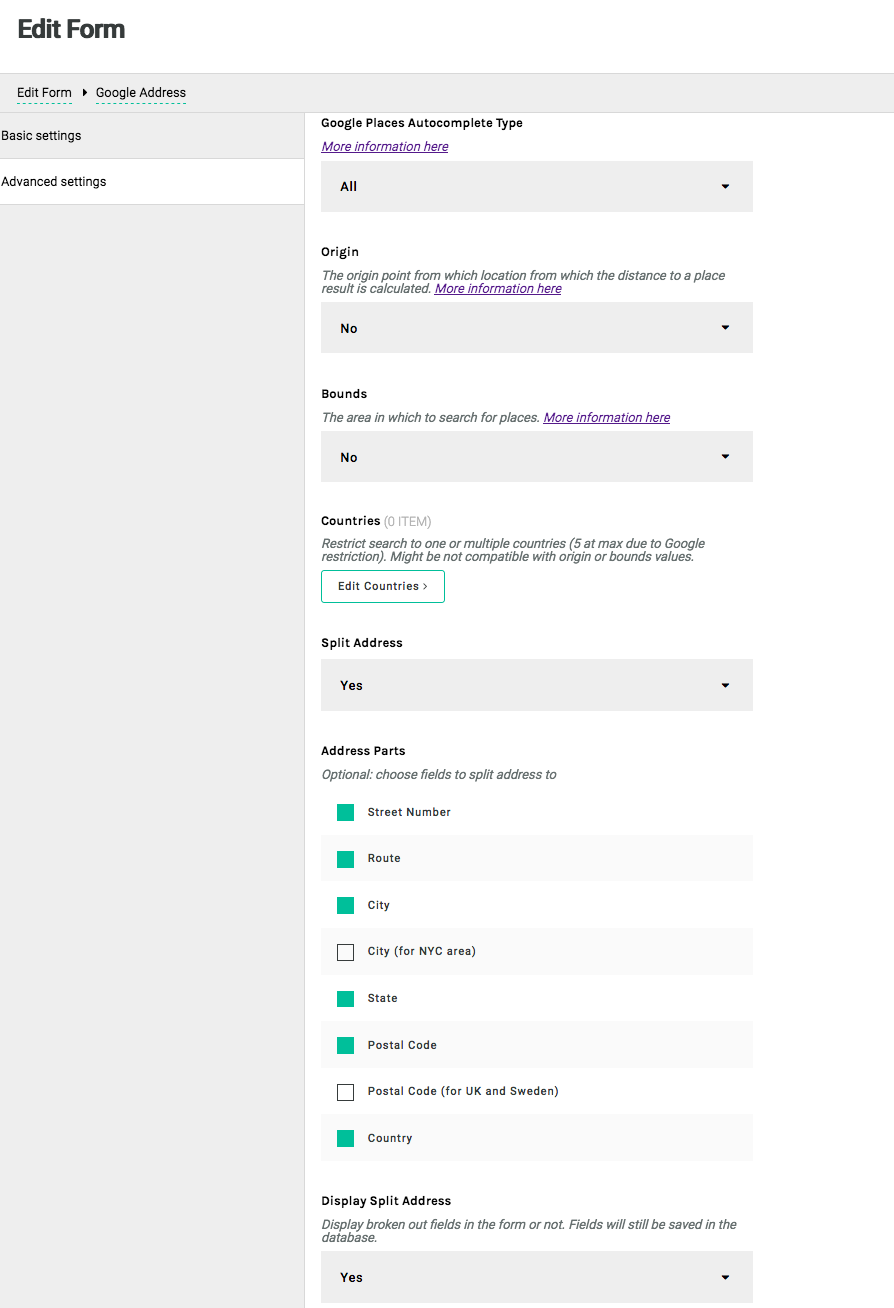 Edit Form
Edit Form
Google Address
Basic settings
Advanced settings
Google Places Autocomplete Type
More information here
All
Origin
The origin point from which location from which the distance to a place
result is calculated. More information here
No
Bounds
The area in which to search for places. More information here
No
Countries (0 ITEM)
Restrict search to one or multiple countries (5 at max due to Google
restriction). Might be not compatible with origin or bounds values.
Edit Countries ›
Split Address
Yes
Address Parts
Optional: choose fields to split address to
Street Number
Route
City
City (for NYC area)
State
Postal Code
Postal Code (for UK and Sweden)
Country
Display Split Address
Display broken out fields in the form or not. Fields will still be saved in the
database.
Yes